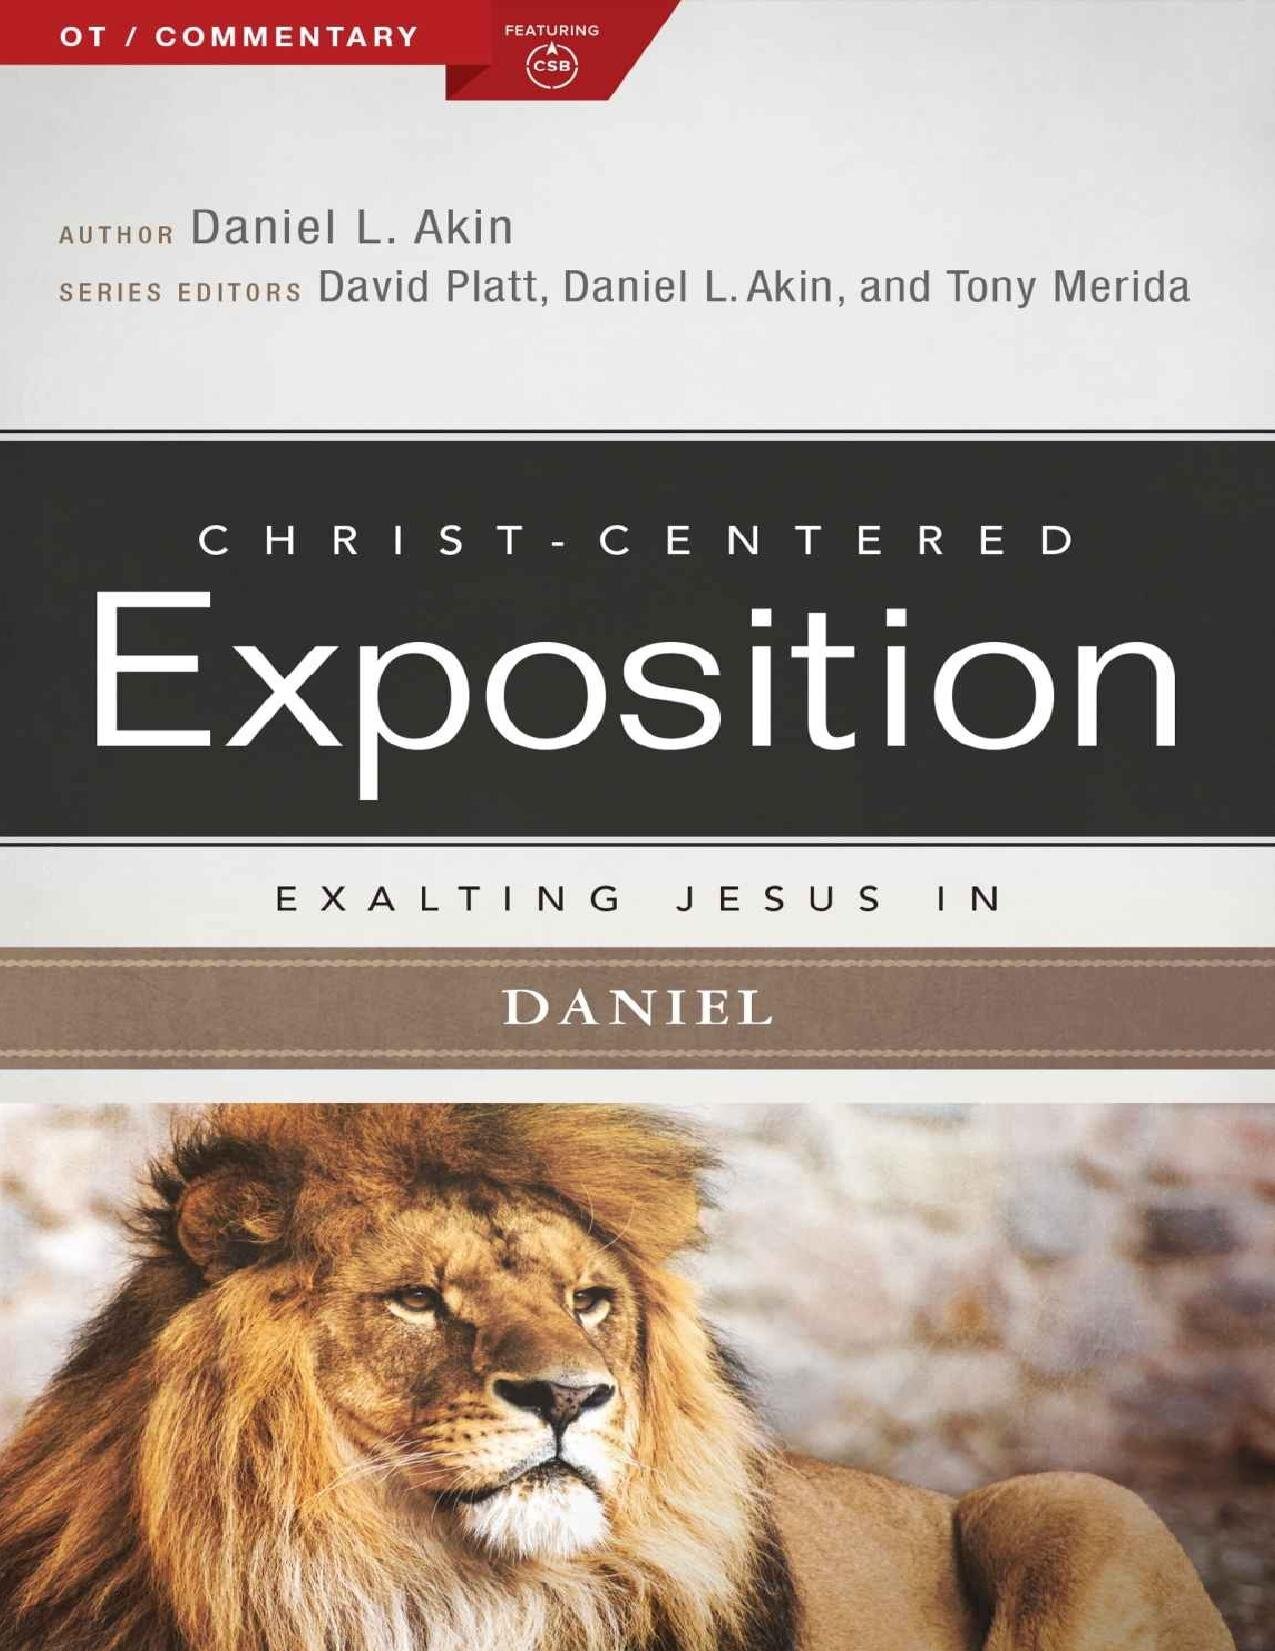 OT / COMMENTARY
FEATURING
CSB
AUTHOR Daniel L. Akin
SERIES EDITORS David Platt, Daniel L. Akin, and Tony Merida
CHRIST-CENTERED
Exposition
EXALTING JESUS IN
DANIEL